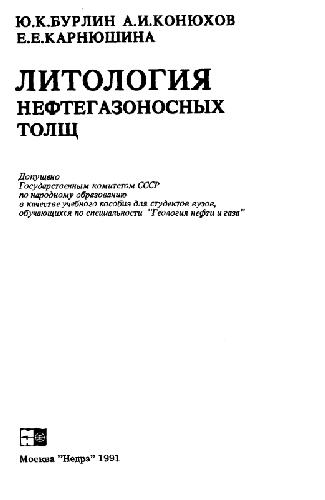 Ю.К.БУРЛИН А.И.КОНЮХОВ
Е.Е.КАРНЮШИНА
ЛИТОЛОГИЯ
НЕФТЕГАЗОНОСНЫХ
ТОЛЩ
Допущено
Государственным комитетом СССР
по народному образованию
в качестве учебного пособия для студентов вузов,
обучающихся по специальности "Геология нефти и газа"
Москва "Недра" 1991